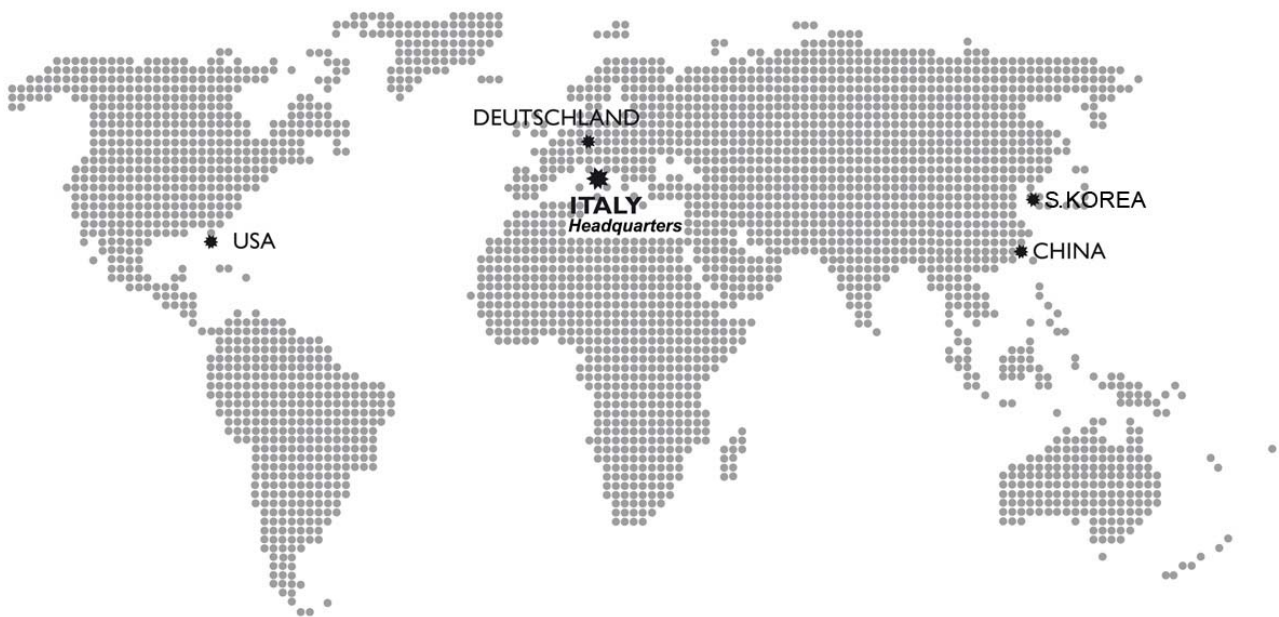 DEUTSCHLAND
ITALY
Headquarters
S.KOREA
USA
CHINA